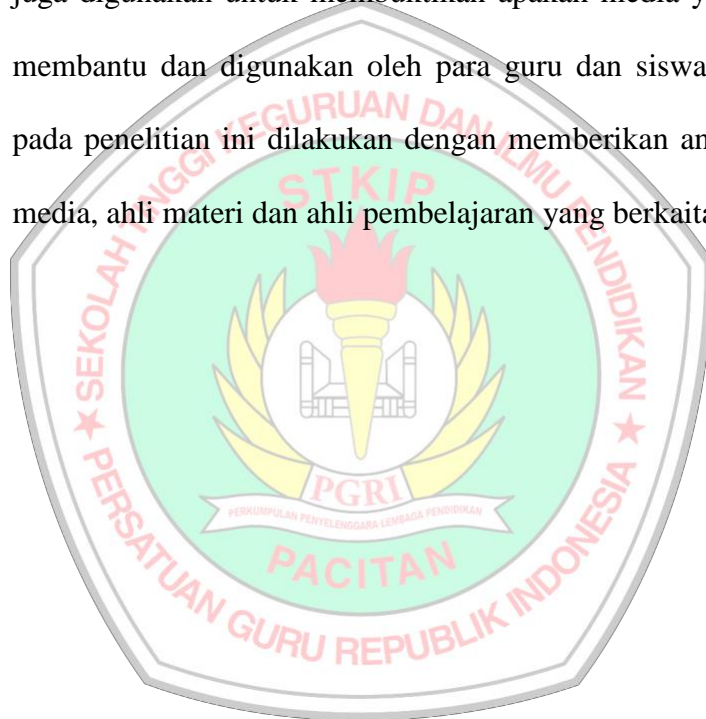 juga digunakan untuk membuktikan apakah media y
membantu dan digunakan oleh para guru dan siswa
pada penelitian ini dilakukan dengan memberikan an
media, ahli materi dan ahli pembelajaran yang berkaita
SEKOLAH TINGGI KEGURUAN DAN ILMU PENDIDIKAN
STKIP
PGRI
PERKUMPULAN PENYELENGGARA LEMBAGA PENDIDIKAN
PACITAN
★ PERSATUAN GURU REPUBLIK INDONESIA ★